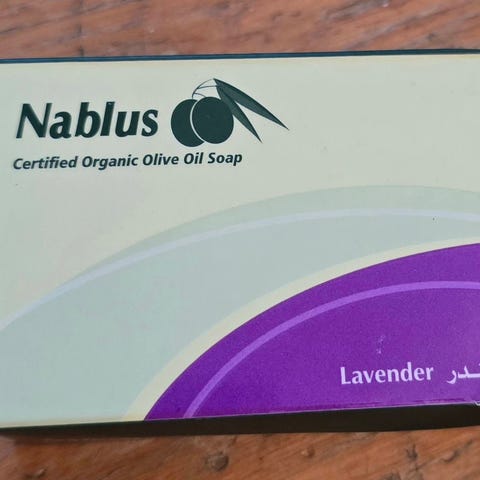 Nablus
Certified Organic Olive Oil Soap
Lavender